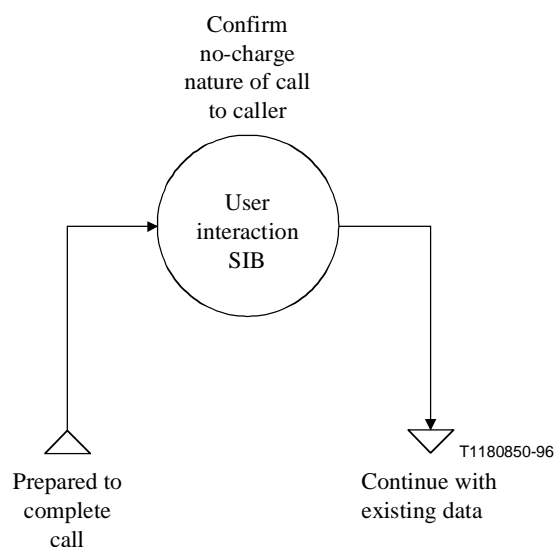 Confirm
no-charge
nature of call
to caller
User
interaction
SIB
T1180850-96
Prepared to
complete
call
Continue with
existing data